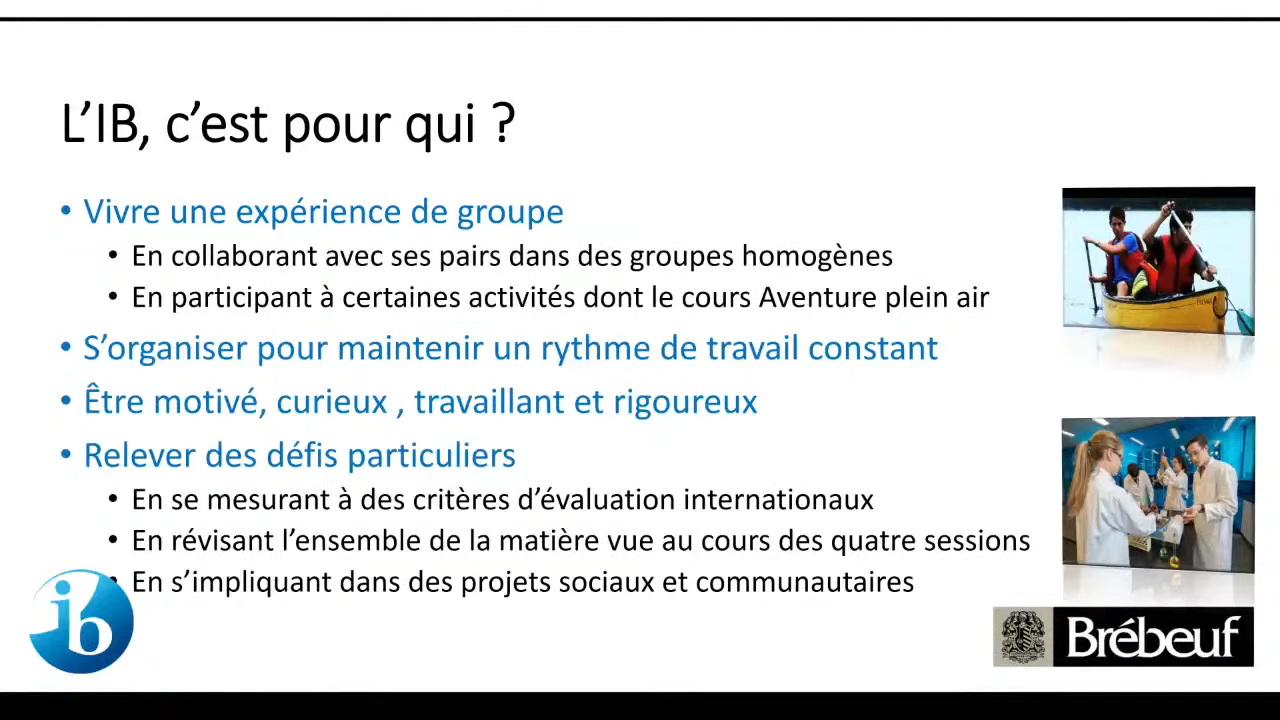 L’IB, c’est pour qui ?
• Vivre une expérience de groupe
• En collaborant avec ses pairs dans des groupes homogènes
• En participant à certaines activités dont le cours Aventure plein air
• S’organiser pour maintenir un rythme de travail constant
• Être motivé, curieux , travaillant et rigoureux
• Relever des défis particuliers
• En se mesurant à des critères d’évaluation internationaux
• En révisant l’ensemble de la matière vue au cours des quatre sessions
• En s’impliquant dans des projets sociaux et communautaires
ib
Brébeuf